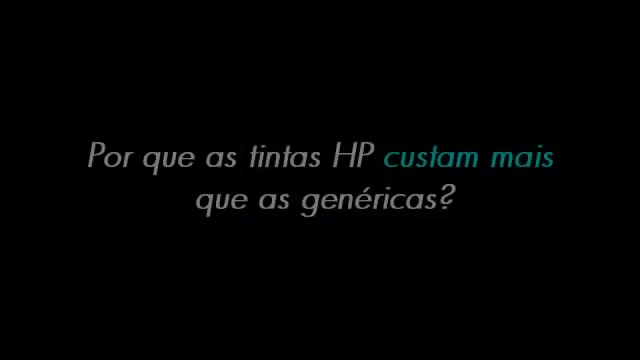 Por que as tintas HP custam mais
que as genéricas?